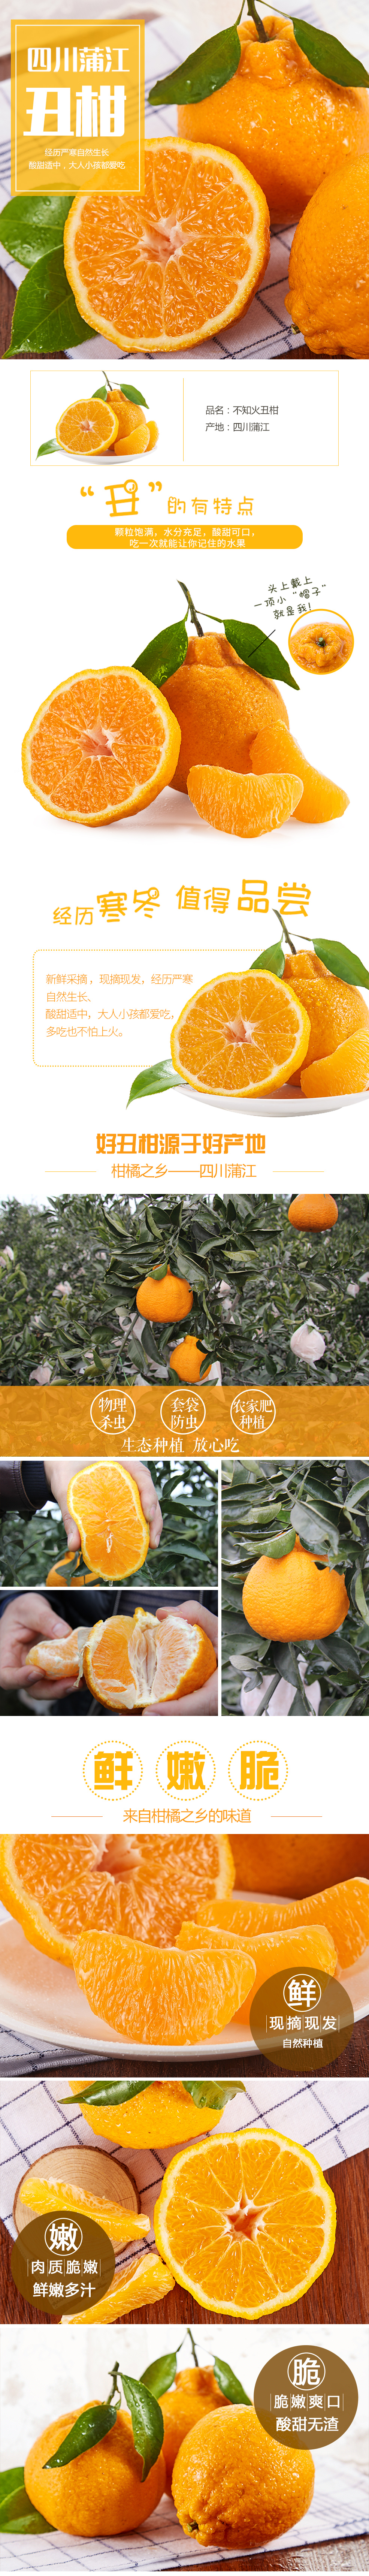 四川蒲江
丑柑
经历严寒自然生长
酸甜适中，大人小孩都爱吃
品名：不知火丑柑
产地：四川蒲江
“丑”的有特点
颗粒饱满，水分充足，酸甜可口，
吃一次就能让你记住的水果
头上戴上
一顶小“帽子”
就是我！
经历寒冬 值得品尝
新鲜采摘，现摘现发，经历严寒
自然生长、
酸甜适中，大人小孩都爱吃，
多吃也不怕上火。
好丑柑源于好产地
柑橘之乡——四川蒲江
物理
杀虫
套袋
防虫
农家肥
种植
生态种植 放心吃
鲜 嫩 脆
来自柑橘之乡的味道
鲜
现摘现发
自然种植
嫩
肉质脆嫩
鲜嫩多汁
脆
脆嫩爽口
酸甜无渣